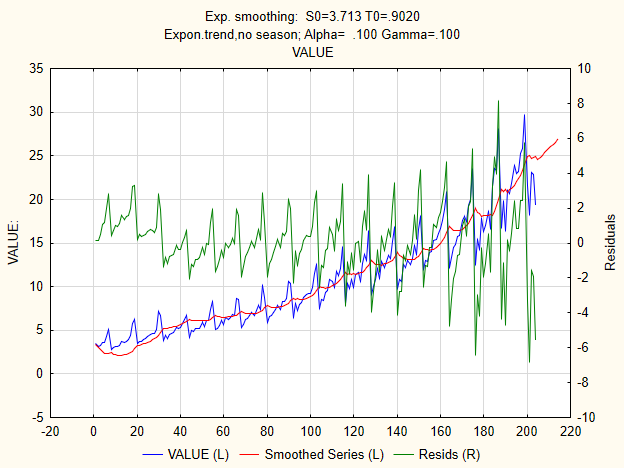 Exp. smoothing:  S0=3.713 T0=.9020
Expon.trend,no season; Alpha=  .100 Gamma=.100
VALUE
35
30
25
20
15
10
5
0
-5
VALUE:
10
8
6
4
2
0
-2
-4
-6
-8
-10
Residuals
-20 0 20 40 60 80 100 120 140 160 180 200 220
VALUE (L) Smoothed Series (L) Resids (R)